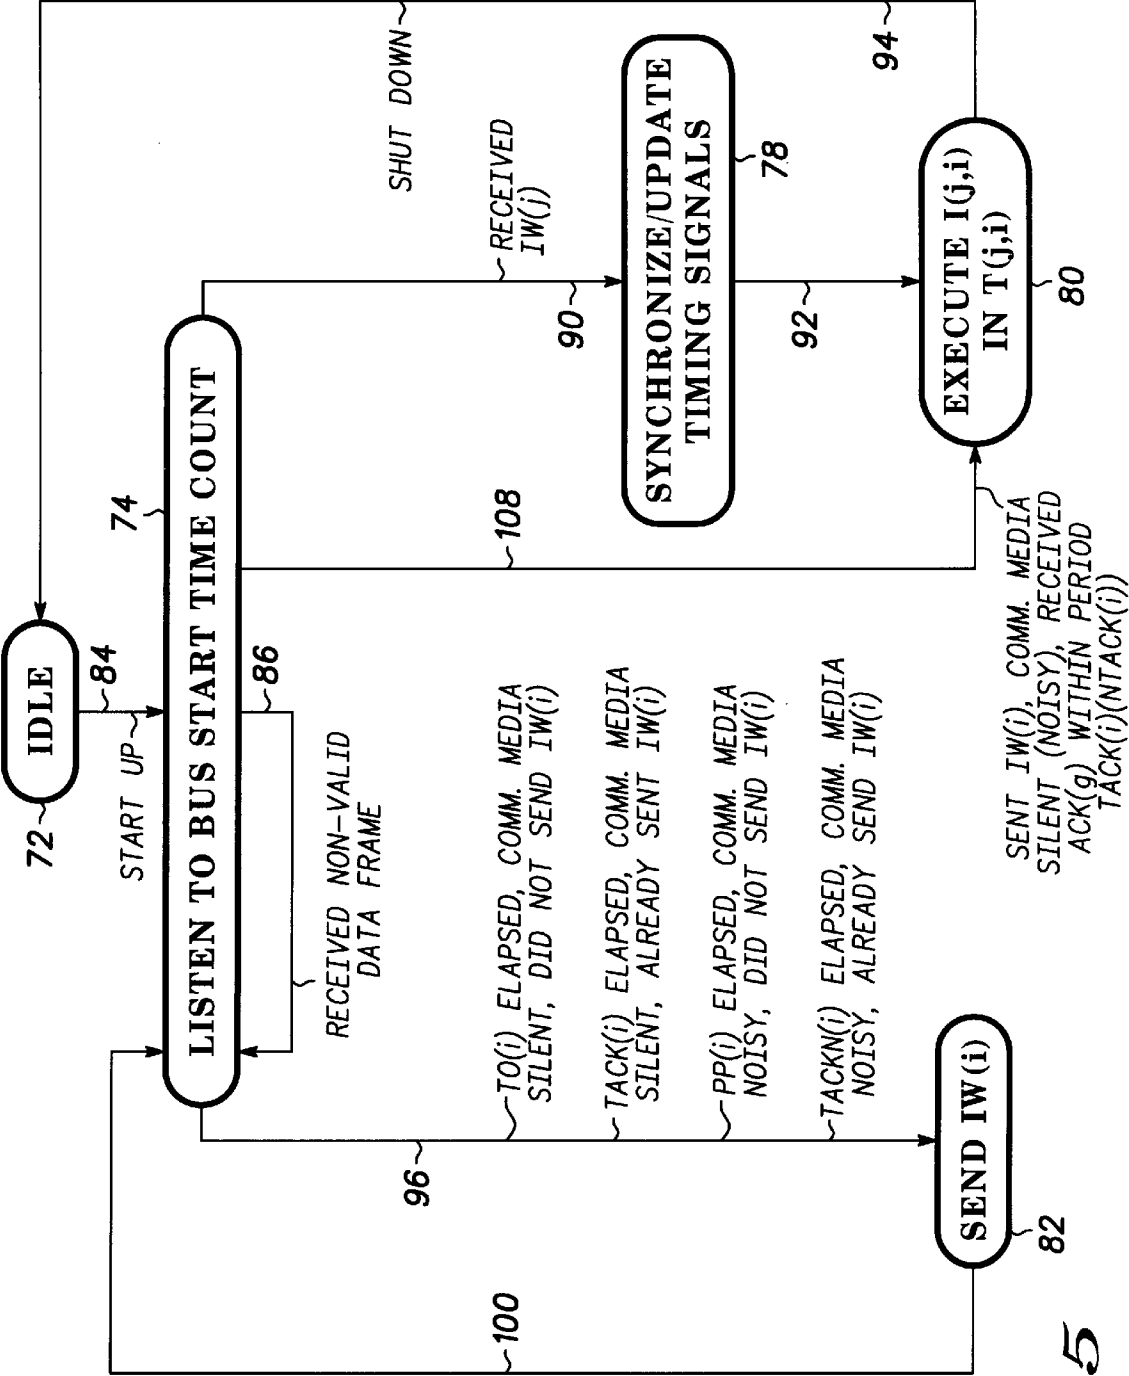 72
IDLE
84
START UP
74
LISTEN TO BUS START TIME COUNT
86
RECEIVED NON-VALID
DATA FRAME
SHUT DOWN
94
RECEIVED
IW(j)
90
SYNCHRONIZE/UPDATE
TIMING SIGNALS
78
92
EXECUTE I(j,i)
IN T(j,i)
80
108
SENT IW(i), COMM. MEDIA
SILENT (NOISY), RECEIVED
ACK(g) WITHIN PERIOD
TACK(i)(NTACK(i))
96
TO(i) ELAPSED, COMM. MEDIA
SILENT, DID NOT SEND IW(i)
TACK(i) ELAPSED, COMM. MEDIA
SILENT, ALREADY SENT IW(i)
PP(i) ELAPSED, COMM. MEDIA
NOISY, DID NOT SEND IW(i)
TACKN(i) ELAPSED, COMM. MEDIA
NOISY, ALREADY SEND IW(i)
SEND IW(i)
82
100
5